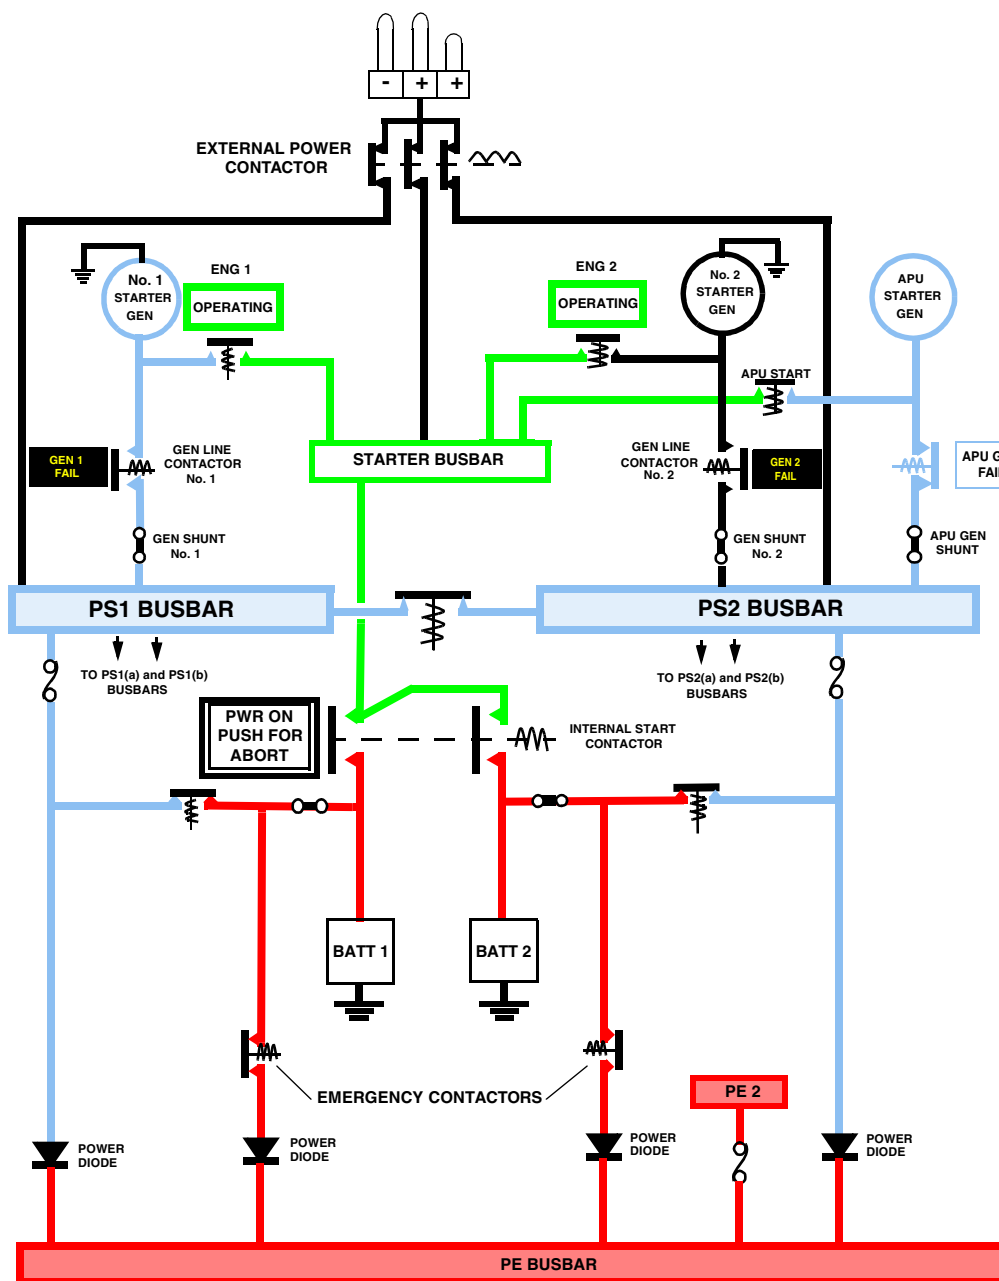 - + +
EXTERNAL POWER
CONTACTOR
ENG 1
OPERATING
No. 1
STARTER
GEN
ENG 2
OPERATING
No. 2
STARTER
GEN
APU
STARTER
GEN
APU START
GEN 1
FAIL
GEN LINE
CONTACTOR
No. 1
STARTER BUSBAR
GEN LINE
CONTACTOR
No. 2
GEN 2
FAIL
APU G
FAI
GEN SHUNT
No. 1
GEN SHUNT
No. 2
APU GEN
SHUNT
PS1 BUSBAR
PS2 BUSBAR
TO PS1(a) and PS1(b)
BUSBARS
TO PS2(a) and PS2(b)
BUSBARS
PWR ON
PUSH FOR
ABORT
INTERNAL START
CONTACTOR
BATT 1
BATT 2
EMERGENCY CONTACTORS
PE 2
POWER
DIODE
POWER
DIODE
POWER
DIODE
POWER
DIODE
PE BUSBAR